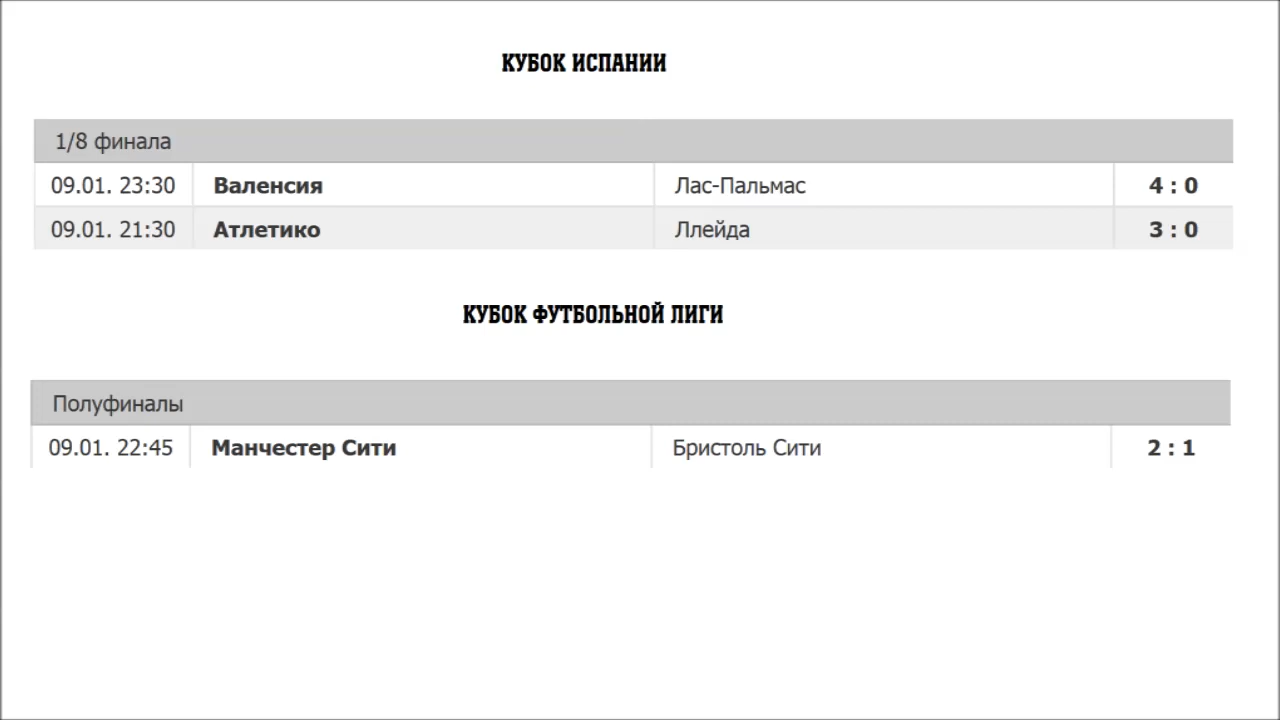 КУБОК ИСПАНИИ
1/8 финала
09.01. 23:30 Валенсия Лас-Пальмас 4 : 0
09.01. 21:30 Атлетико Ллейда 3 : 0
КУБОК ФУТБОЛЬНОЙ ЛИГИ
Полуфиналы
09.01. 22:45 Манчестер Сити Бристоль Сити 2 : 1